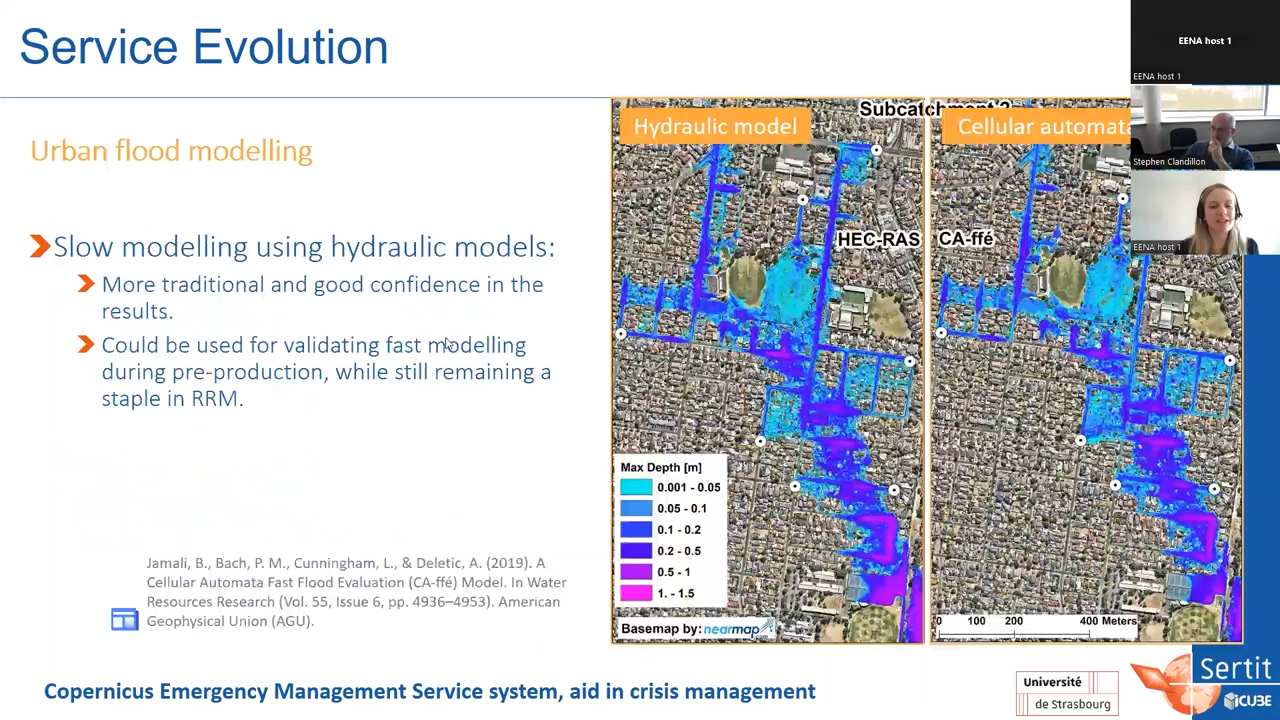 Service Evolution
Urban flood modelling
Slow modelling using hydraulic models:
More traditional and good confidence in the
results.
Could be used for validating fast modelling
during pre-production, while still remaining a
staple in RRM.
Jamali, B., Bach, P. M., Cunningham, L., & Deletic, A. (2019). A
Cellular Automata Fast Flood Evaluation (CA-ffé) Model. In Water
Resources Research (Vol. 55, Issue 6, pp. 4936–4953). American
Geophysical Union (AGU).
Subcatchment 2
Hydraulic model
Cellular automata
HEC-RAS
CA-ffé
Max Depth [m]
0.001 - 0.05
0.05 - 0.1
0.1 - 0.2
0.2 - 0.5
0.5 - 1
1. - 1.5
Basemap by: nearmap
0 100 200 400 Meters
EENA host 1
EENA host 1
Stephen Clandillon
EENA host 1
Copernicus Emergency Management Service system, aid in crisis management
Université
de Strasbourg
Sertit
iCUBE